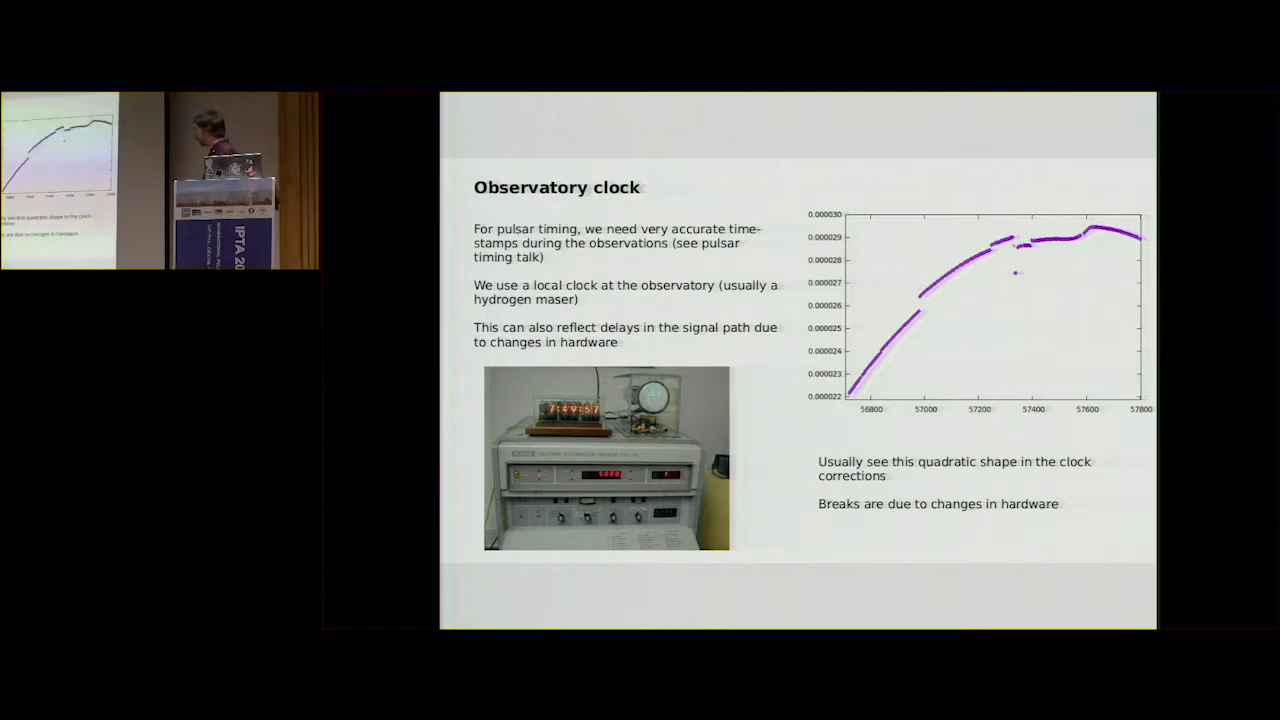 Observatory clock
For pulsar timing, we need very accurate time-
stamps during the observations (see pulsar
timing talk)
We use a local clock at the observatory (usually a
hydrogen maser)
This can also reflect delays in the signal path due
to changes in hardware
7:49:57
0.000030
0.000029
0.000028
0.000027
0.000026
0.000025
0.000024
0.000023
0.000022
56800
57000
57200
57400
57600
57800
Usually see this quadratic shape in the clock
corrections
Breaks are due to changes in hardware
IPTA 20